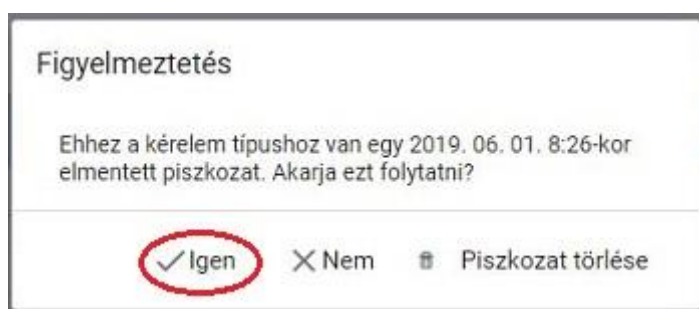 Figyelmeztetés
Ehhez a kérelem típushoz van egy 2019. 06. 01. 8:26-kor
elmentett piszkozat. Akarja ezt folytatni?
Igen Nem Piszkozat törlése